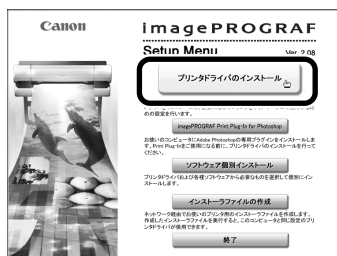 Canon
imagePROGRAF
Setup Menu
Ver 2.08
プリンタドライバのインストール
めの設定を行います。
imagePROGRAF Print Plug-In for Photoshop
お使いのコンピュータにAdobe Photoshopの専用プラグインをインストールしま
す。Print Plug-Inをご使用になる前に、プリンタドライバのインストールを行って
ください。
ソフトウェア個別インストール
プリンタドライバおよび各種ソフトウェアから必要なものを選択して個別にイン
ストールします。
インストーラファイルの作成
ネットワーク経由でお使いのプリンタ用のインストーラファイルを作成します。
作成したインストーラファイルを実行すると、このコンピュータと同じ設定のプリ
ンタドライバが使用できます。
終了